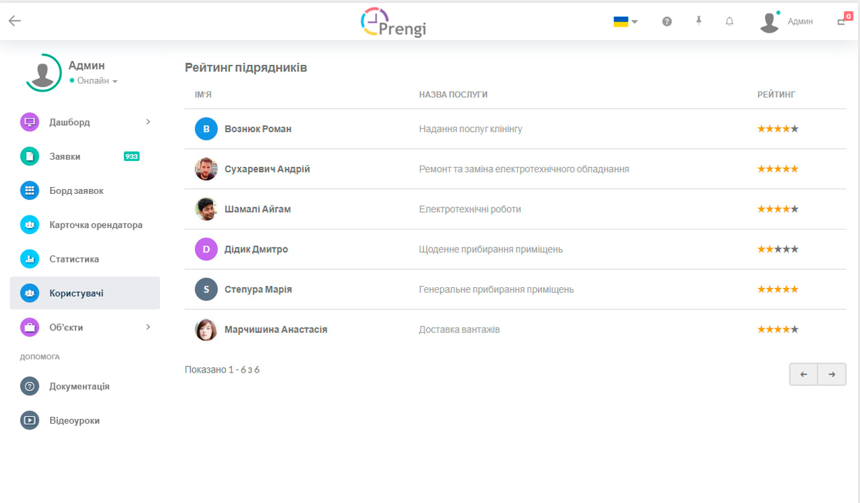 Prengi
Админ
0
Админ
Онлайн
Дашборд
Заявки 933
Борд заявок
Карточка орендатора
Статистика
Користувачі
Об'єкти
ДОПОМОГА
Документація
Відеоуроки
Рейтинг підрядників
ІМ'Я НАЗВА ПОСЛУГИ РЕЙТИНГ
В Вознюк Роман Надання послуг клінінгу
Сухаревич Андрій Ремонт та заміна електротехнічного обладнання
Шамалі Айгам Електротехнічні роботи
D Дідик Дмитро Щоденне прибирання приміщень
S Степура Марія Генеральне прибирання приміщень
Марчишина Анастасія Доставка вантажів
Показано 1 - 6 з 6